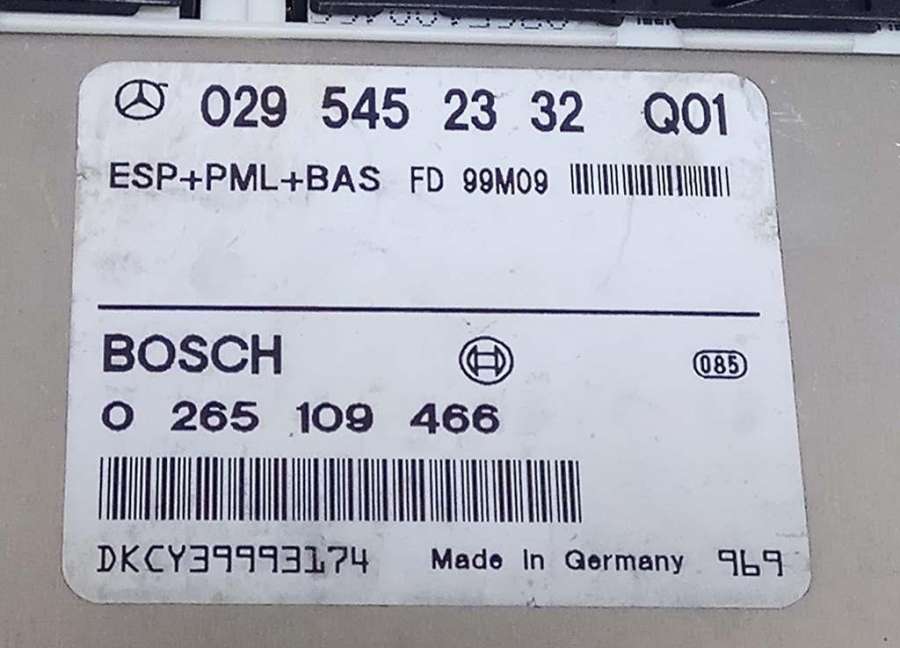 029 545 23 32 Q01
ESP+PML+BAS FD 99M09
BOSCH
085
0 265 109 466
DKCY39993174 Made in Germany 969